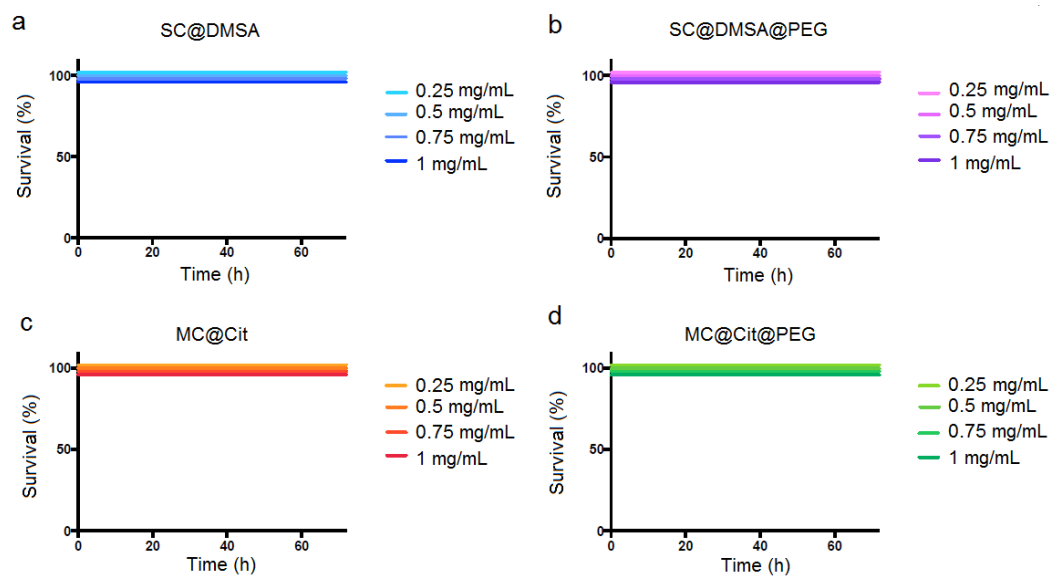 a
SC@DMSA
Survival (%)
100
50
0
0 20 40 60
Time (h)
0.25 mg/mL
0.5 mg/mL
0.75 mg/mL
1 mg/mL
b
SC@DMSA@PEG
Survival (%)
100
50
0
0 20 40 60
Time (h)
0.25 mg/mL
0.5 mg/mL
0.75 mg/mL
1 mg/mL
c
MC@Cit
Survival (%)
100
50
0
0 20 40 60
Time (h)
0.25 mg/mL
0.5 mg/mL
0.75 mg/mL
1 mg/mL
d
MC@Cit@PEG
Survival (%)
100
50
0
0 20 40 60
Time (h)
0.25 mg/mL
0.5 mg/mL
0.75 mg/mL
1 mg/mL